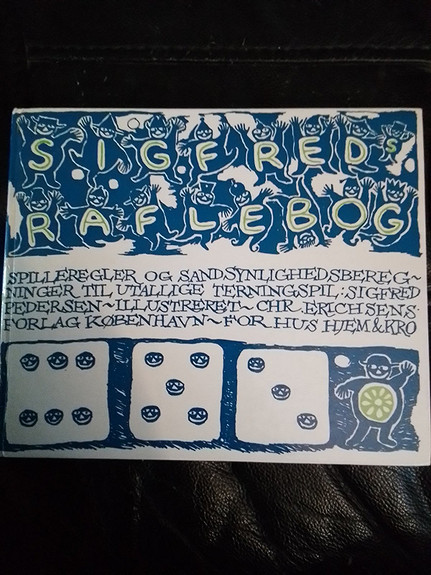 SIGFREDS
RAFLEBOG
SPILLEREGLER OG SANDSYNLIGHEDSBEREG~
NINGER TIL UTALLIGE TERNINGSPIL: SIGFRED
PEDERSEN~ILLUSTRERET~CHR. ERICHSENS
FORLAG KØBENHAVN~FOR HUS HJEM & KRO